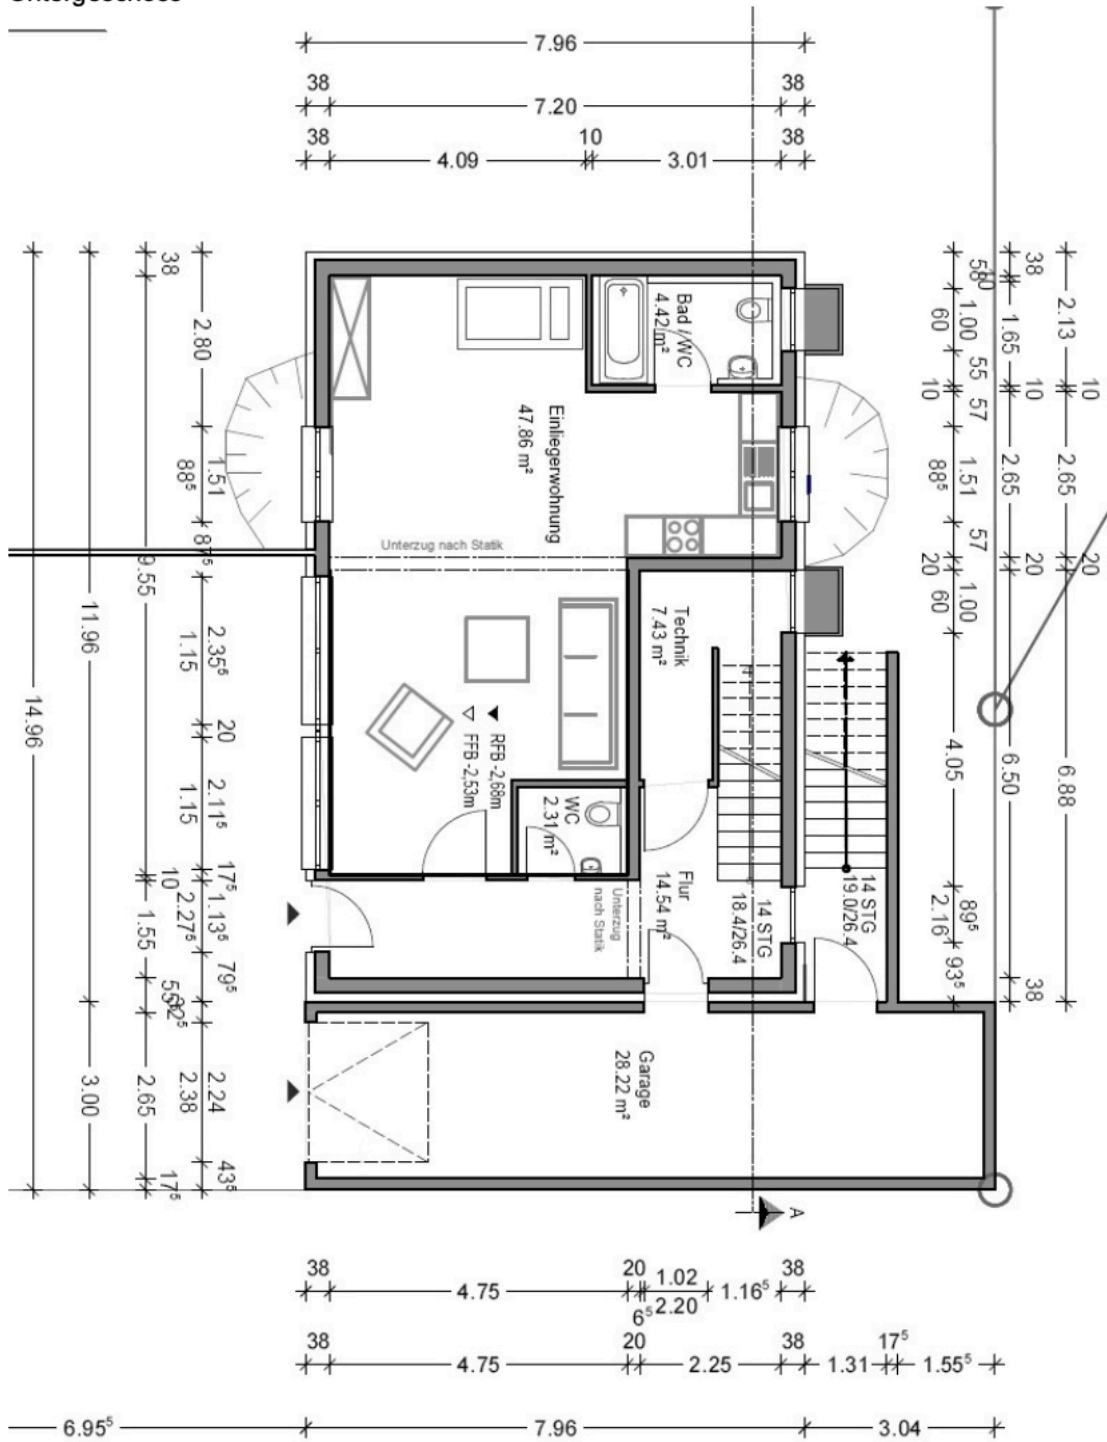 7.96
38 38
7.20
38 10 38
4.09 3.01
38
2.80
1.51
88⁵
87⁵
9.55
11.96
14.96
2.35⁵
1.15
20
2.11⁵
1.15
17⁵
10
1.13⁵
2.27⁵
1.55
79⁵
2.24
2.38
2.65
3.00
43⁵
17⁵
Bad / WC
4.42 m²
Einliegerwohnung
47.86 m²
Unterzug nach Statik
Technik
7.43 m²
RFB -2,68m
FFB -2,53m
WC
2.31 m²
Flur
14.54 m²
Unterzug
nach Statik
14 STG
18.4/26.4
14 STG
19.0/26.4
Garage
28.22 m²
A
38
2.13
1.65
1.00
60
55
10
10
10
57
2.65
2.65
1.51
88⁵
57
20
20
20
1.00
60
4.05
6.50
6.88
89⁵
2.16⁵
93⁵
38
38 20 1.02 38
4.75 1.16⁵
6⁵ 2.20
38 20 38 17⁵
4.75 2.25 1.31 1.55⁵
6.95⁵ 7.96 3.04